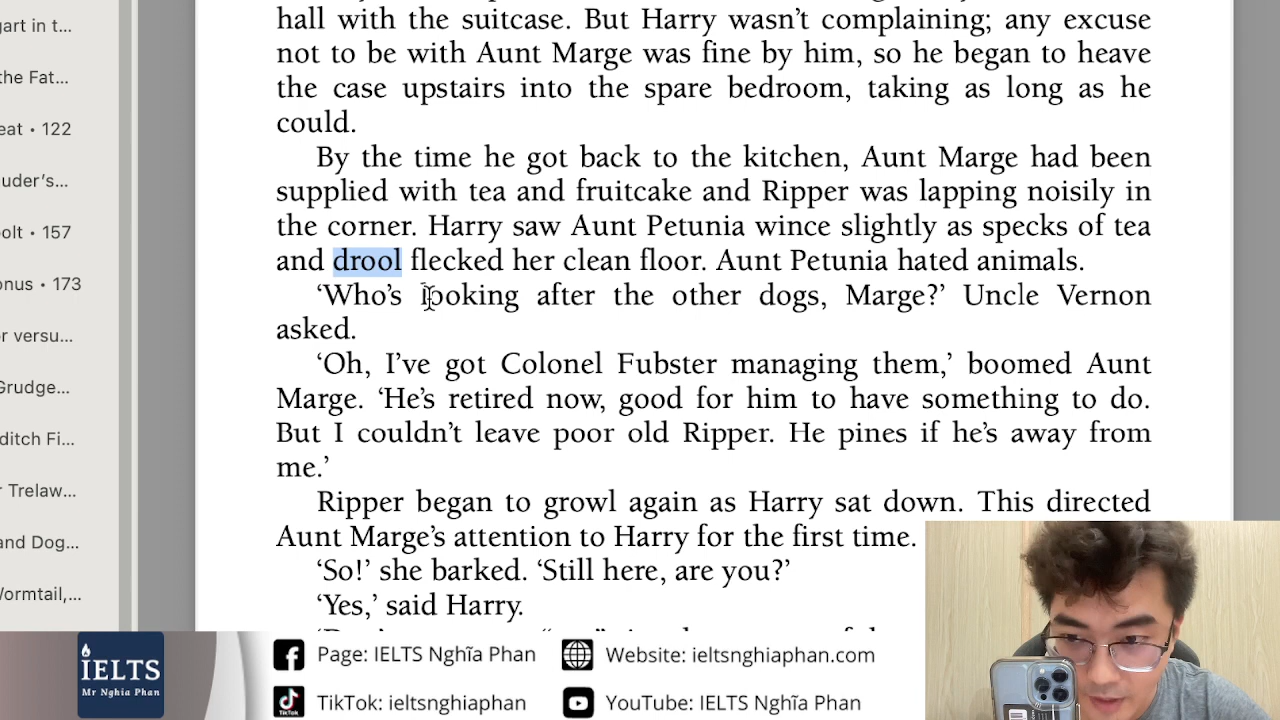 gart in t...
the Fat...
eat • 122
uder's...
olt • 157
onus • 173
r versu...
Grudge...
ditch Fi...
r Trelaw...
and Dog...
Wormtail,...
hall with the suitcase. But Harry wasn't complaining; any excuse
not to be with Aunt Marge was fine by him, so he began to heave
the case upstairs into the spare bedroom, taking as long as he
could.
By the time he got back to the kitchen, Aunt Marge had been
supplied with tea and fruitcake and Ripper was lapping noisily in
the corner. Harry saw Aunt Petunia wince slightly as specks of tea
and drool flecked her clean floor. Aunt Petunia hated animals.
‘Who's looking after the other dogs, Marge?’ Uncle Vernon
asked.
‘Oh, I've got Colonel Fubster managing them,’ boomed Aunt
Marge. ‘He's retired now, good for him to have something to do.
But I couldn't leave poor old Ripper. He pines if he's away from
me.’
Ripper began to growl again as Harry sat down. This directed
Aunt Marge's attention to Harry for the first time.
‘So!’ she barked. ‘Still here, are you?’
‘Yes,’ said Harry.
IELTS
Mr Nghia Phan
Page: IELTS Nghĩa Phan
Website: ieltsnghiaphan.com
TikTok: ieltsnghiaphan
YouTube: IELTS Nghĩa Phan
TikTok